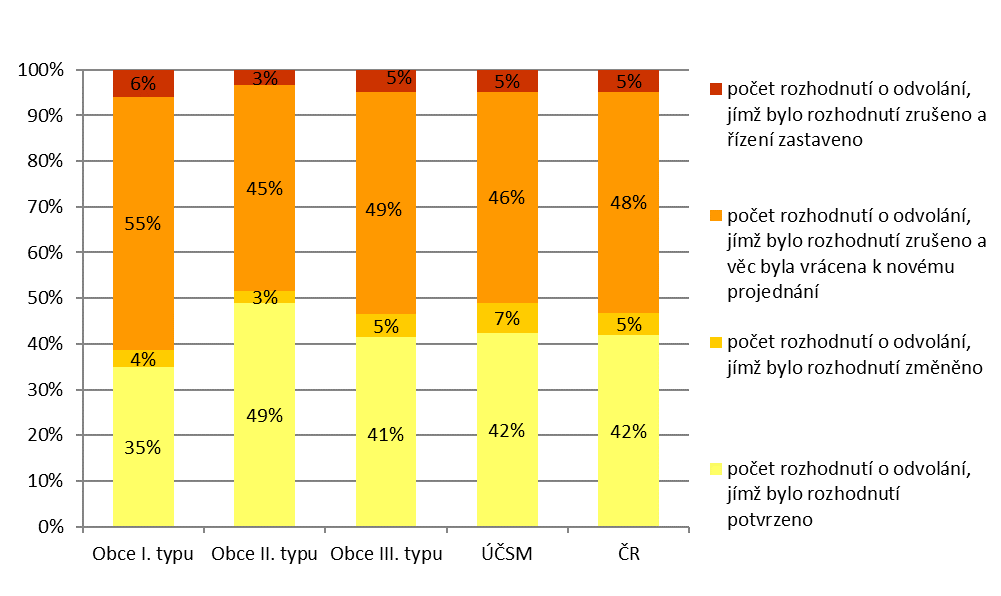 100%
90%
80%
70%
60%
50%
40%
30%
20%
10%
0%
6%
55%
4%
35%
3%
45%
3%
49%
5%
49%
5%
41%
5%
46%
7%
42%
5%
48%
5%
42%
Obce I. typu
Obce II. typu
Obce III. typu
ÚČSM
ČR
počet rozhodnutí o odvolání,
jímž bylo rozhodnutí zrušeno a
řízení zastaveno
počet rozhodnutí o odvolání,
jímž bylo rozhodnutí zrušeno a
věc byla vrácena k novému
projednání
počet rozhodnutí o odvolání,
jímž bylo rozhodnutí změněno
počet rozhodnutí o odvolání,
jímž bylo rozhodnutí
potvrzeno